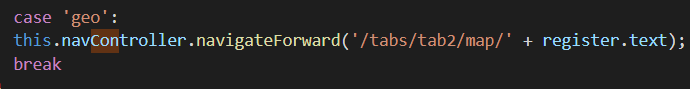 case 'geo':
this.navController.navigateForward('/tabs/tab2/map/' + register.text);
break